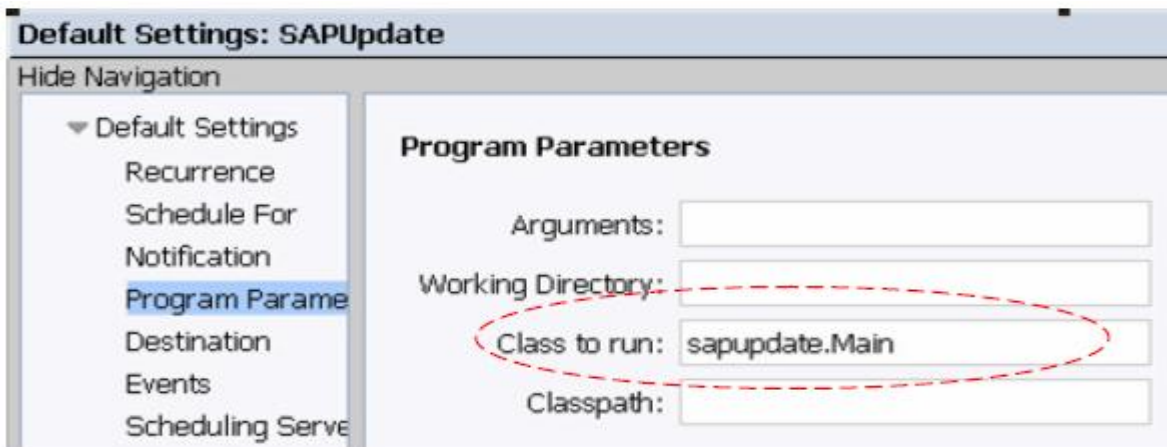 Default Settings: SAPUpdate
Hide Navigation
Default Settings
Recurrence
Schedule For
Notification
Program Parame
Destination
Events
Scheduling Serve
Program Parameters
Arguments:
Working Directory:
Class to run: sapupdate.Main
Classpath: